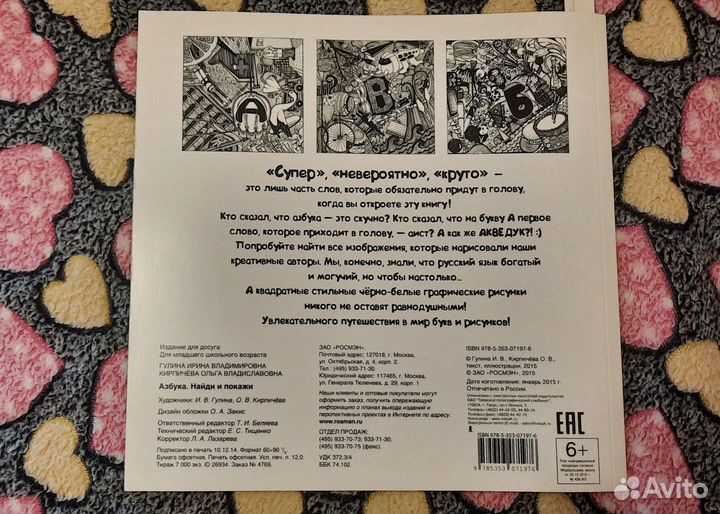 А
В
Б
«Супер», «невероятно», «круто» –
это лишь часть слов, которые обязательно придут в голову,
когда вы откроете эту книгу!
Кто сказал, что азбука — это скучно? Кто сказал, что на букву А первое
слово, которое приходит в голову, — аист? А как же АКВЕДУК?! :)
Попробуйте найти все изображения, которые нарисовали наши
креативные авторы. Мы, конечно, знали, что русский язык богатый
и могучий, но чтобы настолько...
А квадратные стильные чёрно-белые графические рисунки
никого не оставят равнодушными!
Увлекательного путешествия в мир букв и рисунков!
Издание для досуга
Для младшего школьного возраста
ГУЛИНА ИРИНА ВЛАДИМИРОВНА
КИРПИЧЁВА ОЛЬГА ВЛАДИСЛАВОВНА
Азбука. Найди и покажи
Художники: И. В. Гулина, О. В. Кирпичёва
Дизайн обложки О. А. Закис
Ответственный редактор Т. И. Беляева
Технический редактор Е. С. Тищенко
Корректор Л. А. Лазарева
Подписано в печать 10.12.14. Формат 60×90 1/8.
Бумага офсетная. Печать офсетная. Усл. печ. л. 12,0.
Тираж 7 000 экз. ID 26934. Заказ № 4769.
ЗАО «РОСМЭН»
Почтовый адрес: 127018, г. Москва,
ул. Октябрьская, д. 4, корп. 2.
Тел.: (495) 933-71-30.
Юридический адрес: 117465, г. Москва,
ул. Генерала Тюленева, д. 29, корп. 1.
Наши клиенты и оптовые покупатели могут
оформить заказ, получить опережающую
информацию о планах выхода изданий и
перспективных проектах в Интернете по адресу:
www.rosman.ru
ОТДЕЛ ПРОДАЖ:
(495) 933-70-73; 933-71-30;
(495) 933-70-75 (факс).
УДК 372.3/4
ББК 74.102
ISBN 978-5-353-07197-6
© Гулина И. В., Кирпичёва О. В.,
текст, иллюстрации, 2015
© ЗАО «РОСМЭН», 2015
Дата изготовления: январь 2015 г.
Отпечатано в России.
ISBN 978-5-353-07197-6
9 785353 071976
ЕАС
6+
Avito